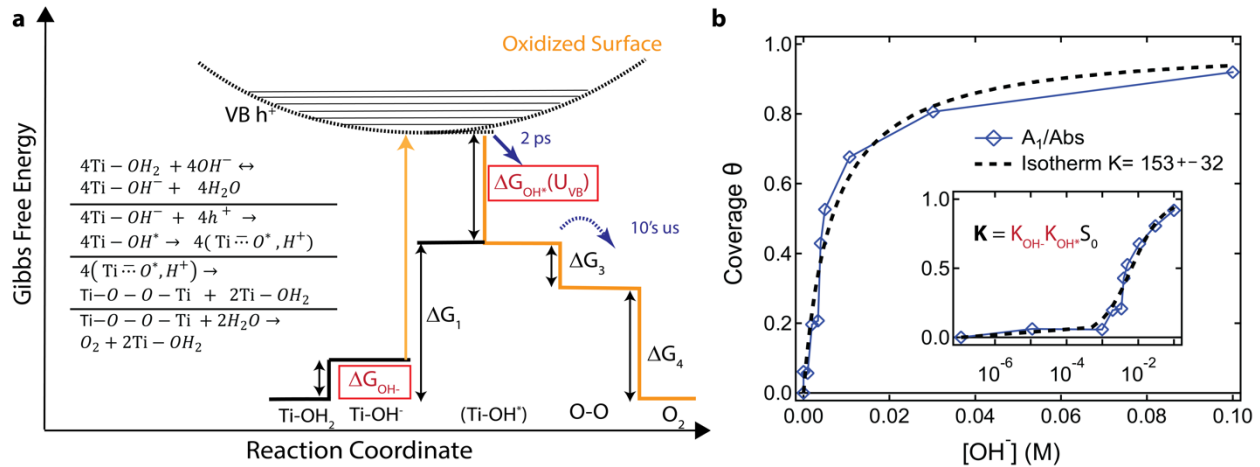 a
Oxidized Surface
Gibbs Free Energy
VB h⁺
2 ps
4Ti − OH₂ + 4OH⁻ ↔
4Ti − OH⁻ + 4H₂O
4Ti − OH⁻ + 4h⁺ →
4Ti − OH* → 4(Ti ⋯̄ O*, H⁺)
4(Ti ⋯̄ O*, H⁺) →
Ti−O − O − Ti + 2Ti − OH₂
Ti−O − O − Ti + 2H₂O →
O₂ + 2Ti − OH₂
ΔG_OH*(U_VB)
10's us
ΔG₃
ΔG₁
ΔG₄
ΔG_OH-
Ti-OH₂ Ti-OH⁻ (Ti-OH*) O-O O₂
Reaction Coordinate
b
1.0
0.8
0.6
0.4
0.2
0.0
Coverage θ
A₁/Abs
Isotherm K= 153+−32
K = K_OH- K_OH* S₀
1.0
0.5
0.0
10⁻⁶ 10⁻⁴ 10⁻²
0.00 0.02 0.04 0.06 0.08 0.10
[OH⁻] (M)